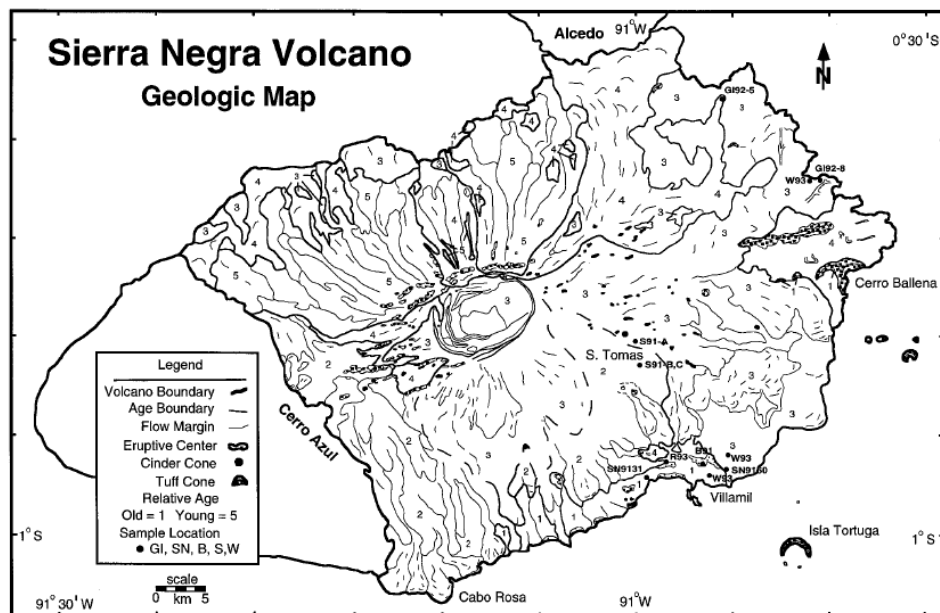 Sierra Negra Volcano
Geologic Map
Alcedo
91°W
0°30'S
N
GI92-5
GI92-8
W93
Cerro Ballena
S91-A
S. Tomas
S91-B,C
Cerro Azul
Legend
Volcano Boundary
Age Boundary
Flow Margin
Eruptive Center
Cinder Cone
Tuff Cone
Relative Age
Old = 1 Young = 5
Sample Location
GI, SN, B, S,W
R93
B91
W93
SN9131
SN9150
W93
Villamil
Isla Tortuga
1°S
1°S
scale
0 km 5
91°30'W
Cabo Rosa
91°W